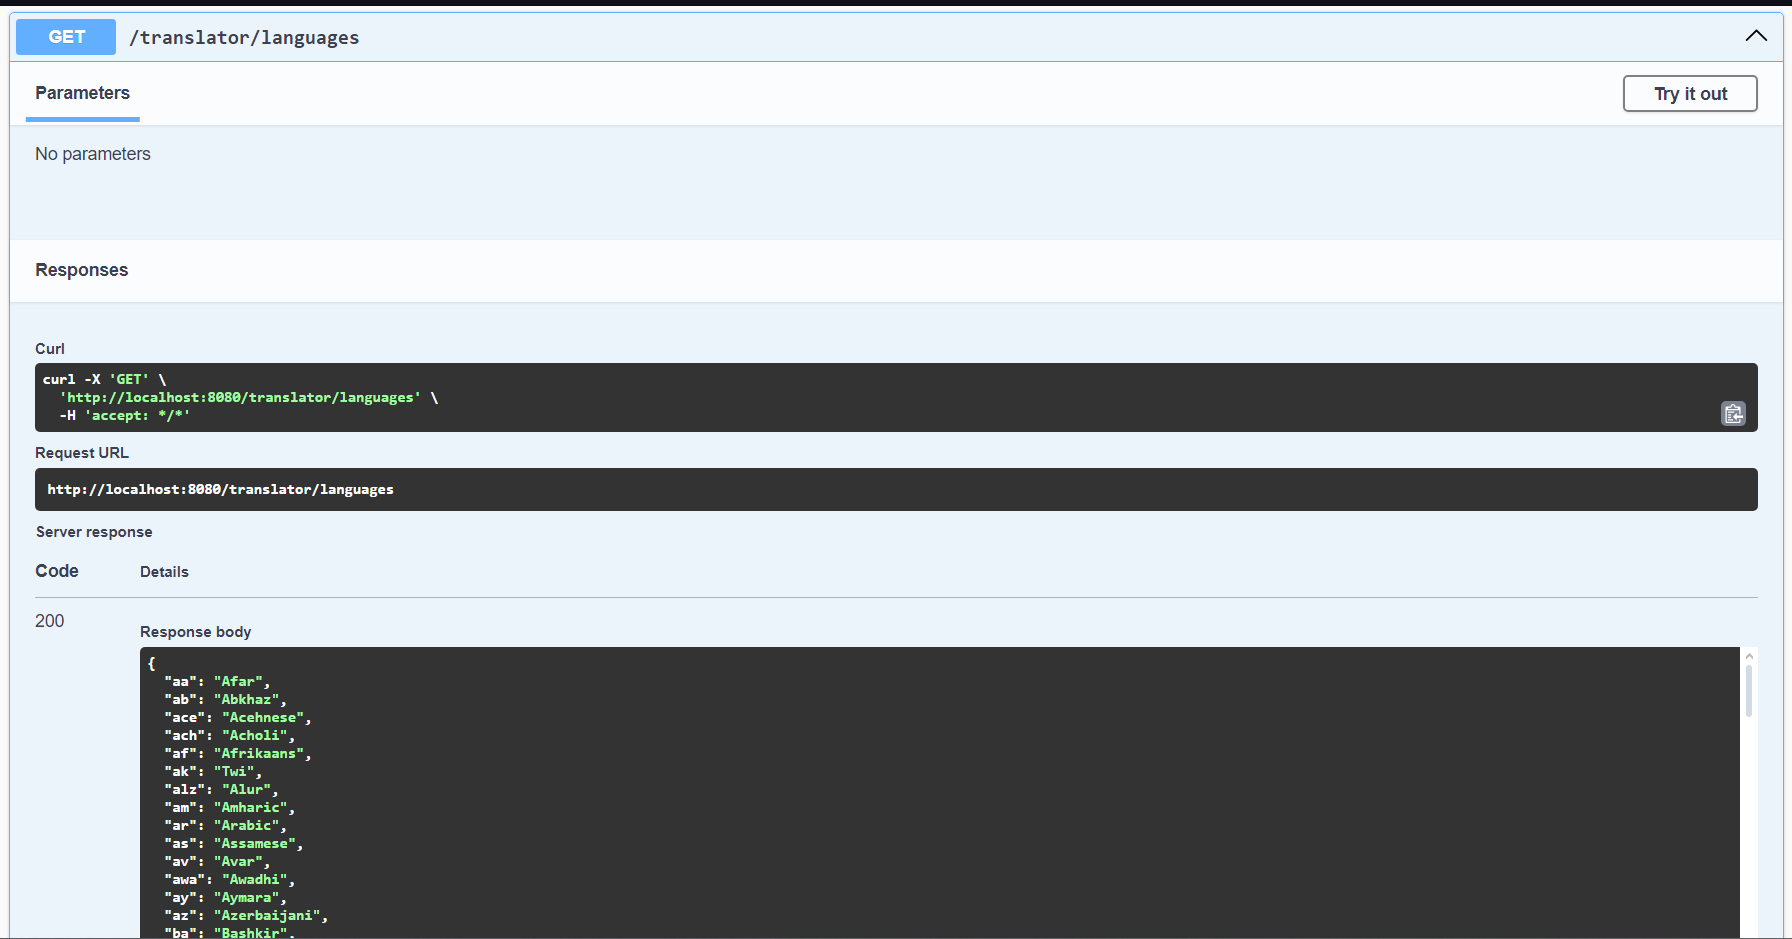 GET /translator/languages
Parameters
Try it out
No parameters
Responses
Curl
curl -X 'GET' \
  'http://localhost:8080/translator/languages' \
  -H 'accept: */*'
Request URL
http://localhost:8080/translator/languages
Server response
Code Details
200
Response body
{
  "aa": "Afar",
  "ab": "Abkhaz",
  "ace": "Acehnese",
  "ach": "Acholi",
  "af": "Afrikaans",
  "ak": "Twi",
  "alz": "Alur",
  "am": "Amharic",
  "ar": "Arabic",
  "as": "Assamese",
  "av": "Avar",
  "awa": "Awadhi",
  "ay": "Aymara",
  "az": "Azerbaijani",
  "ba": "Bashkir",